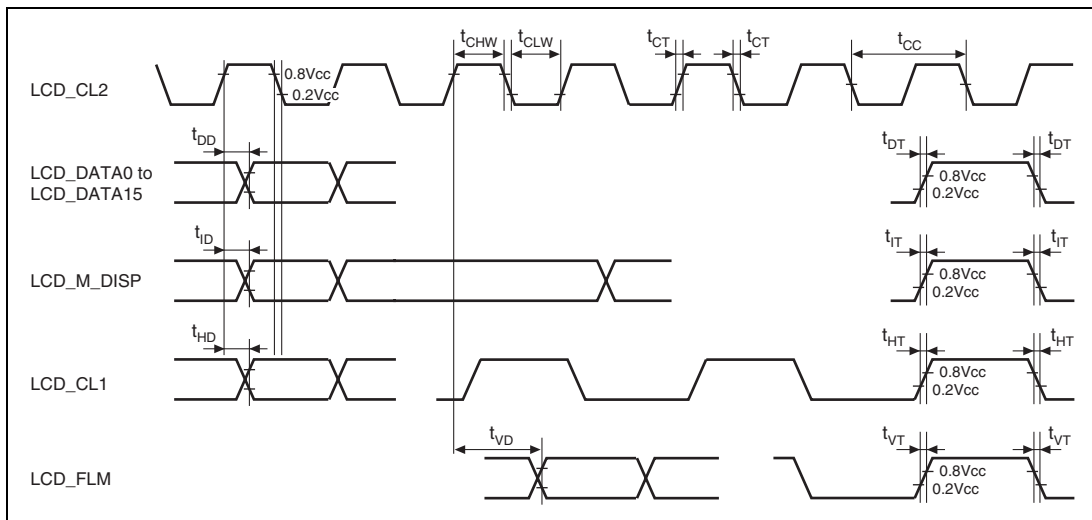 tCHW tCLW tCT tCT tCC
LCD_CL2
0.8Vcc
0.2Vcc
tDD tDT tDT
LCD_DATA0 to
LCD_DATA15
0.8Vcc
0.2Vcc
tID tIT tIT
LCD_M_DISP
0.8Vcc
0.2Vcc
tHD tHT tHT
LCD_CL1
0.8Vcc
0.2Vcc
tVD tVT tVT
LCD_FLM
0.8Vcc
0.2Vcc